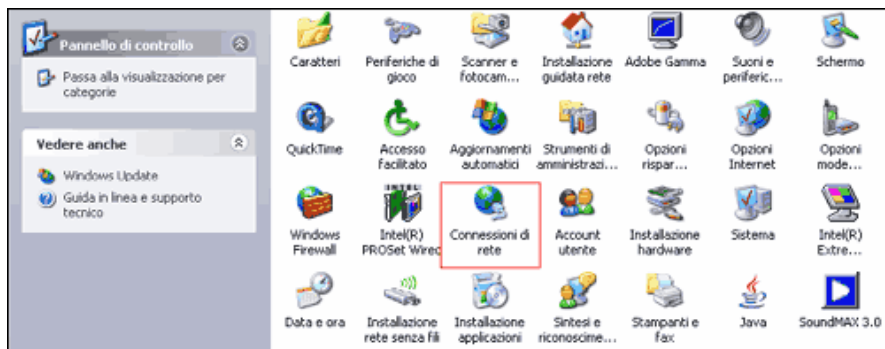 Pannello di controllo
Passa alla visualizzazione per
categorie
Vedere anche
Windows Update
Guida in linea e supporto
tecnico
Caratteri
Periferiche di
gioco
Scanner e
fotocam...
Installazione
guidata rete
Adobe Gamma
Suoni e
periferic...
Schermo
QuickTime
Accesso
facilitato
Aggiornamenti
automatici
Strumenti di
amministrazi...
Opzioni
rispar...
Opzioni
Internet
Opzioni
mode...
Windows
Firewall
INTEL
Intel(R)
PROSet Wired
Connessioni di
rete
Account
utente
Installazione
hardware
Sistema
Intel(R)
Extre...
Data e ora
Installazione
rete senza fili
Installazione
applicazioni
Sintesi e
riconoscime...
Stampanti e
fax
Java
SoundMAX 3.0